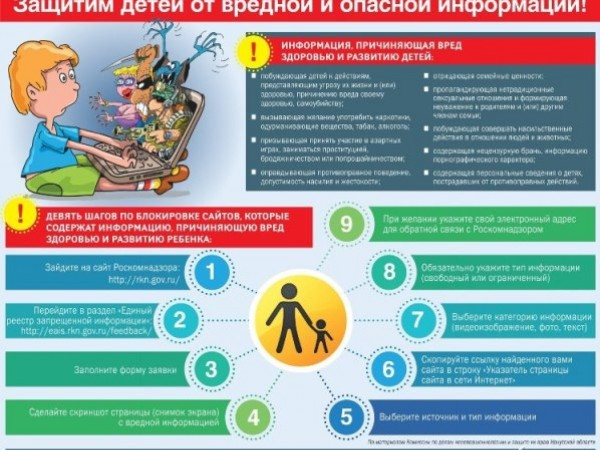 Защитим детей от вредной и опасной информации!
ИНФОРМАЦИЯ, ПРИЧИНЯЮЩАЯ ВРЕД
ЗДОРОВЬЮ И РАЗВИТИЮ ДЕТЕЙ:
побуждающая детей к действиям,
представляющим угрозу их жизни и (или)
здоровью, причинению вреда своему
здоровью, самоубийству;
вызывающая желание употребить наркотики,
одурманивающие вещества, табак, алкоголь;
призывающая принять участие в азартных
играх, заниматься проституцией,
бродяжничеством или попрошайничеством;
оправдывающая противоправное поведение,
допустимость насилия и жестокости;
отрицающая семейные ценности;
пропагандирующая нетрадиционные
сексуальные отношения и формирующая
неуважение к родителям и (или) другим
членам семьи;
побуждающая совершать насильственные
действия в отношении людей и животных;
содержащая нецензурную брань, информацию
порнографического характера;
содержащая персональные сведения о детях,
пострадавших от противоправных действий.
ДЕВЯТЬ ШАГОВ ПО БЛОКИРОВКЕ САЙТОВ, КОТОРЫЕ
СОДЕРЖАТ ИНФОРМАЦИЮ, ПРИЧИНЯЮЩУЮ ВРЕД
ЗДОРОВЬЮ И РАЗВИТИЮ РЕБЕНКА:
Зайдите на сайт Роскомнадзора:
http://rkn.gov.ru/
1
Перейдите в раздел «Единый
реестр запрещенной информации»:
http://eais.rkn.gov.ru/feedback/
2
Заполните форму заявки
3
Сделайте скриншот страницы (снимок экрана)
с вредной информацией
4
5
Выберите источник и тип информации
6
Скопируйте ссылку найденного вами
сайта в строку «Указатель страницы
сайта в сети Интернет»
7
Выберите категорию информации
(видеоизображение, фото, текст)
8
Обязательно укажите тип информации
(свободный или ограниченный)
9
При желании укажите свой электронный адрес
для обратной связи с Роскомнадзором